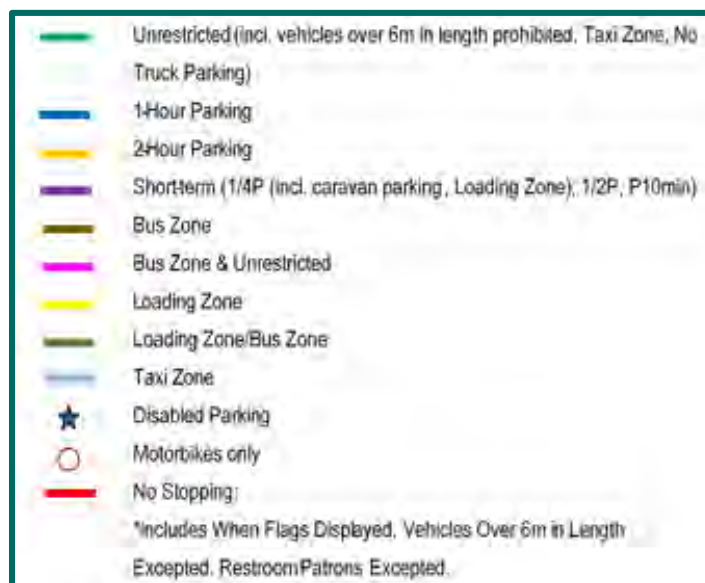 Unrestricted (incl. vehicles over 6m in length prohibited, Taxi Zone, No
Truck Parking)
1-Hour Parking
2-Hour Parking
Short-term (1/4P (incl. caravan parking, Loading Zone), 1/2P, P10min)
Bus Zone
Bus Zone & Unrestricted
Loading Zone
Loading Zone/Bus Zone
Taxi Zone
Disabled Parking
Motorbikes only
No Stopping:
*Includes When Flags Displayed, Vehicles Over 6m in Length
Excepted, Restroom Patrons Excepted.